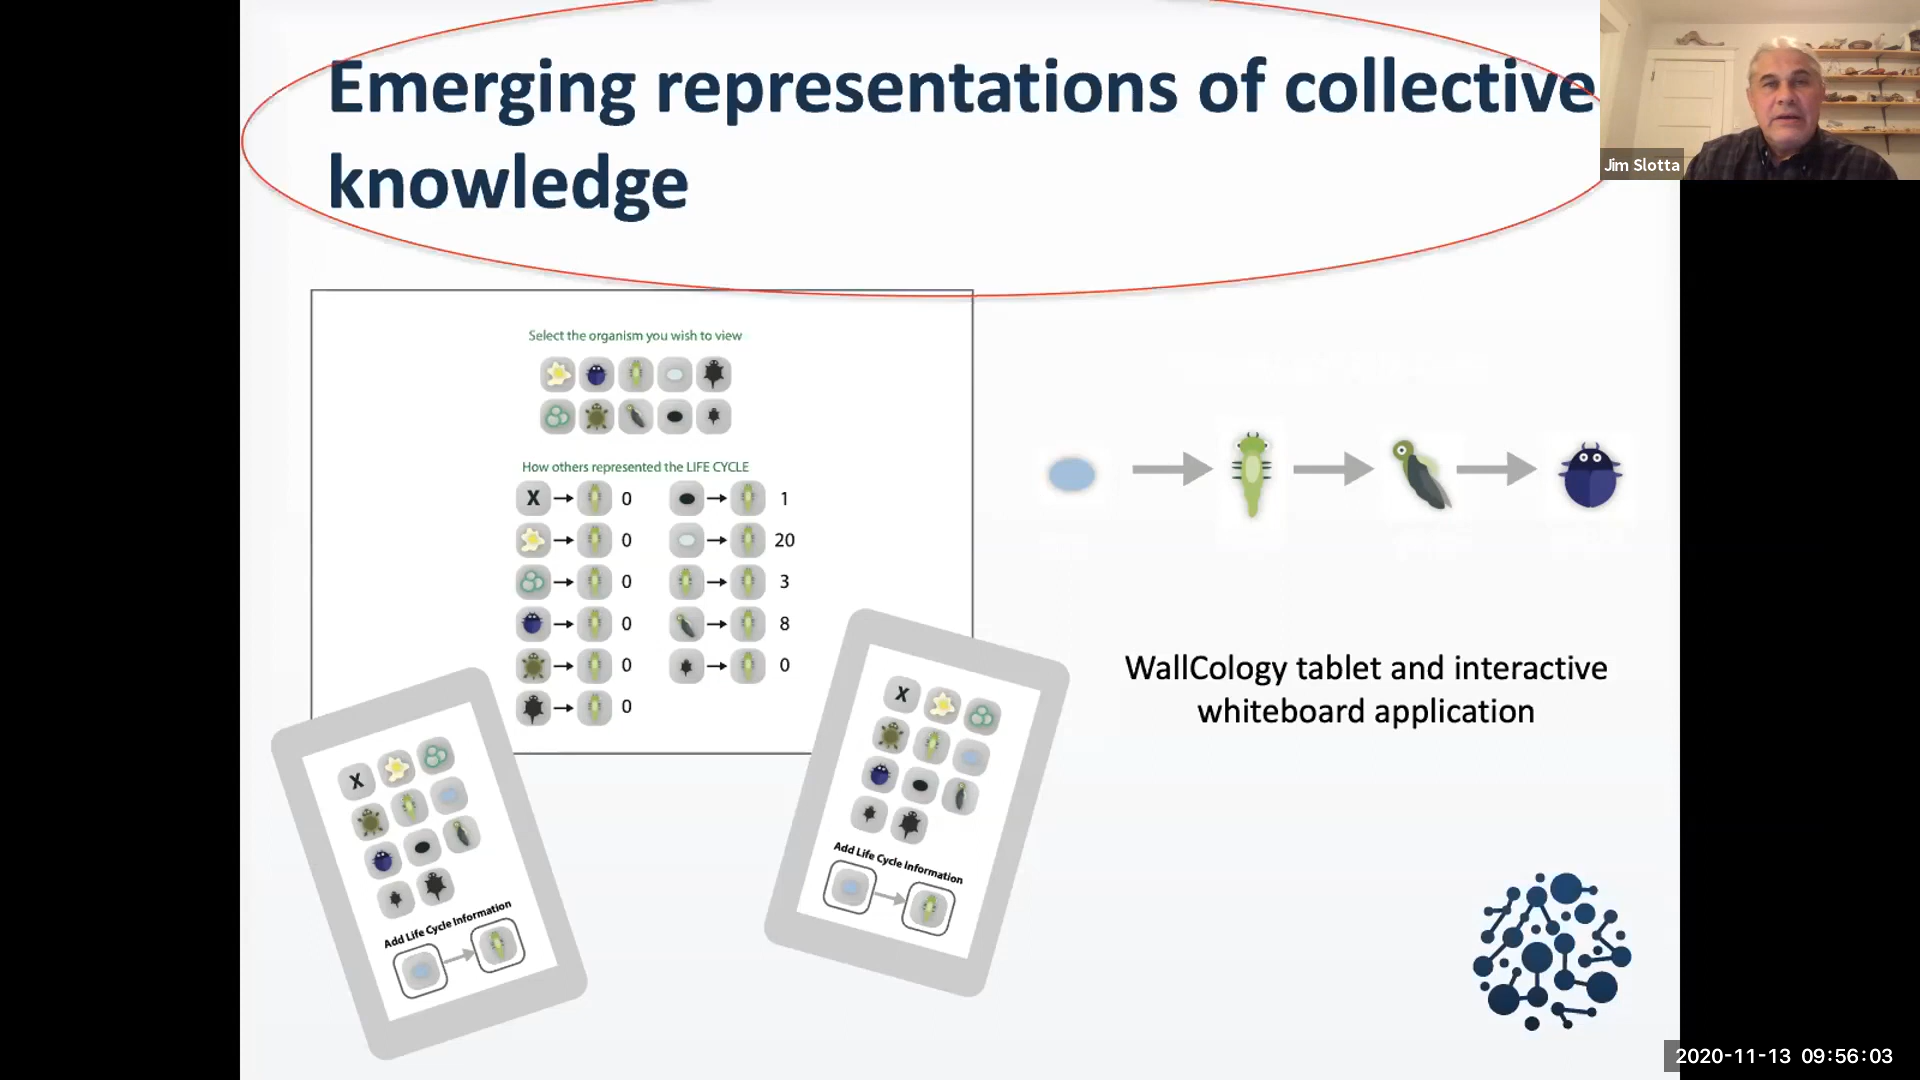 Emerging representations of collective
knowledge
Jim Slotta
Select the organism you wish to view
How others represented the LIFE CYCLE
X 0 1
0 20
0 3
0 8
0 0
0
WallCology tablet and interactive
whiteboard application
X
Add Life Cycle Information
X
Add Life Cycle Information
2020-11-13 09:56:03